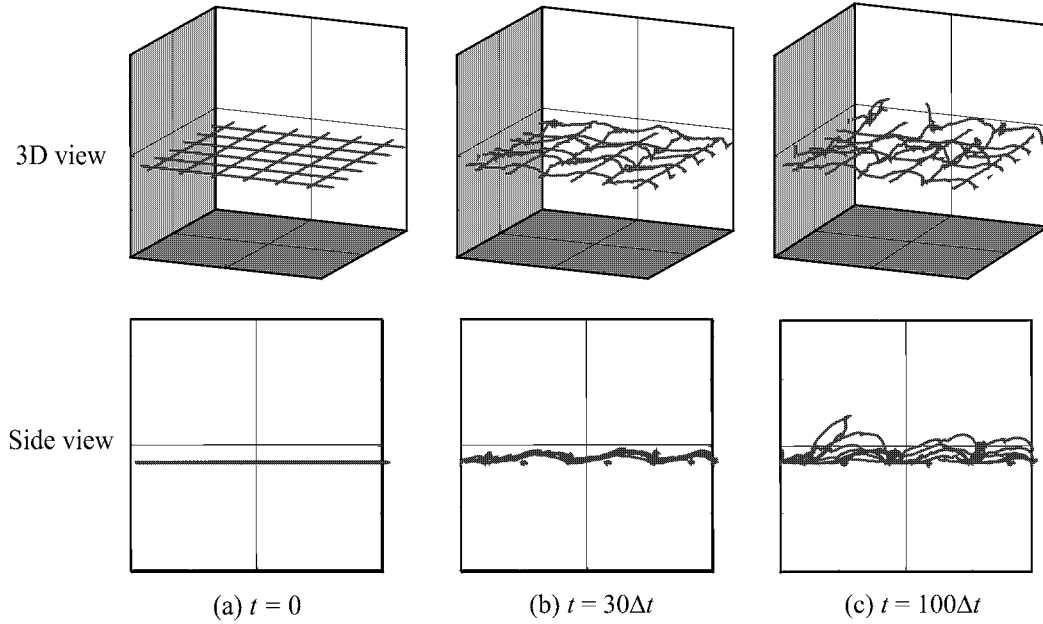 3D view
Side view
(a) t = 0
(b) t = 30Δt
(c) t = 100Δt